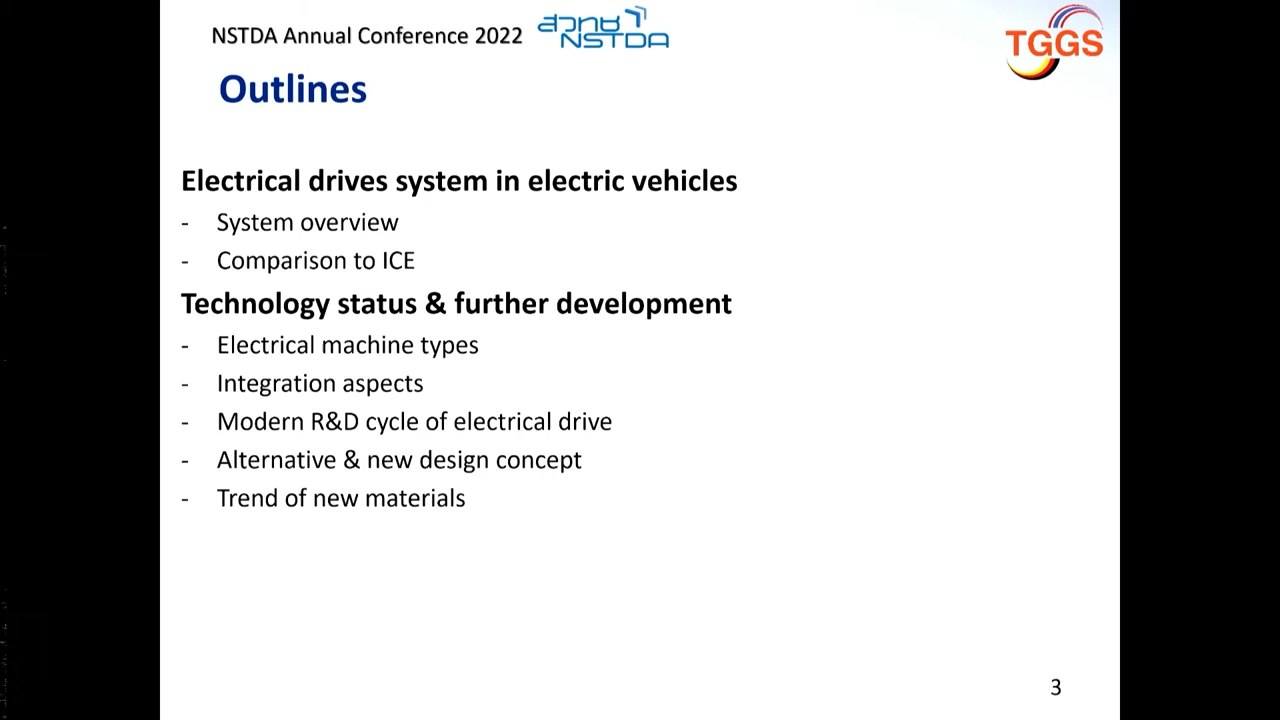 NSTDA Annual Conference 2022
สวทช
NSTDA
TGGS
Outlines
Electrical drives system in electric vehicles
- System overview
- Comparison to ICE
Technology status & further development
- Electrical machine types
- Integration aspects
- Modern R&D cycle of electrical drive
- Alternative & new design concept
- Trend of new materials
3